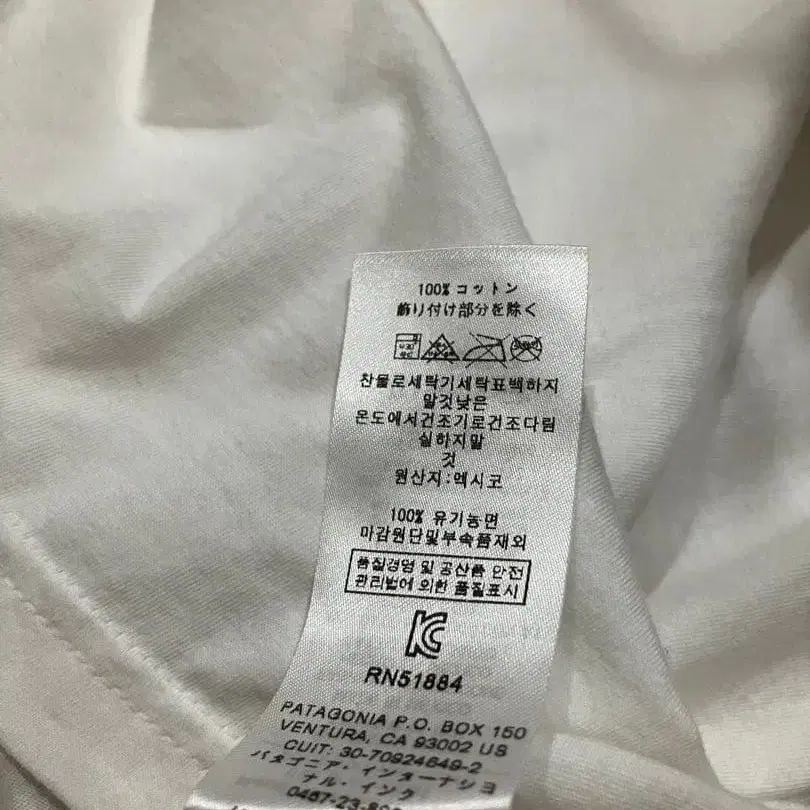 100% コットン
飾り付け部分を除く
찬물로세탁기세탁표백하지
말것낮은
온도에서건조기로건조다림
실하지말
것
원산지:멕시코
100% 유기농면
마감원단및부속품재외
품질경영 및 공산품 안전
관리법에 의한 품질표시
RN51884
PATAGONIA P.O. BOX 150
VENTURA, CA 93002 US
CUIT: 30-70924649-2
パタゴニア・インターナショ
ナル・インク
0467-23-89